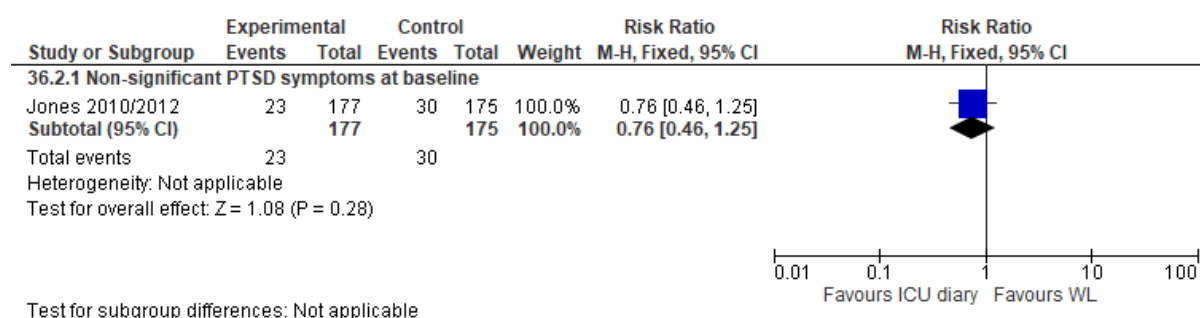 Experimental Control Risk Ratio Risk Ratio
Study or Subgroup Events Total Events Total Weight M-H, Fixed, 95% CI M-H, Fixed, 95% CI
36.2.1 Non-significant PTSD symptoms at baseline
Jones 2010/2012 23 177 30 175 100.0% 0.76 [0.46, 1.25]
Subtotal (95% CI) 177 175 100.0% 0.76 [0.46, 1.25]
Total events 23 30
Heterogeneity: Not applicable
Test for overall effect: Z = 1.08 (P = 0.28)
0.01 0.1 1 10 100
Favours ICU diary Favours WL
Test for subgroup differences: Not applicable